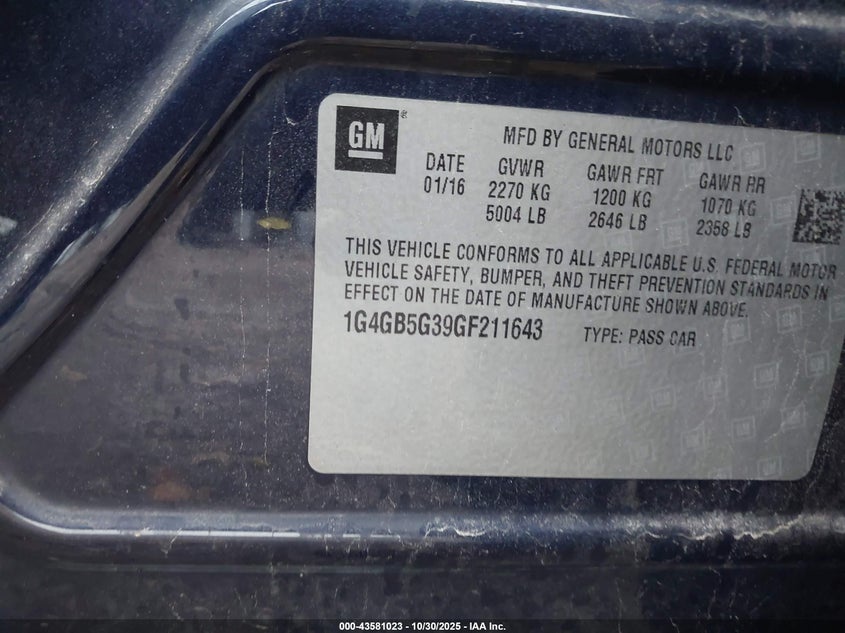 GM
MFD BY GENERAL MOTORS LLC
DATE GVWR GAWR FRT GAWR RR
01/16 2270 KG 1200 KG 1070 KG
5004 LB 2646 LB 2358 LB
THIS VEHICLE CONFORMS TO ALL APPLICABLE U.S. FEDERAL MOTOR
VEHICLE SAFETY, BUMPER, AND THEFT PREVENTION STANDARDS IN
EFFECT ON THE DATE OF MANUFACTURE SHOWN ABOVE.
1G4GB5G39GF211643 TYPE: PASS CAR
000-43581023 - 10/30/2025 - IAA Inc.